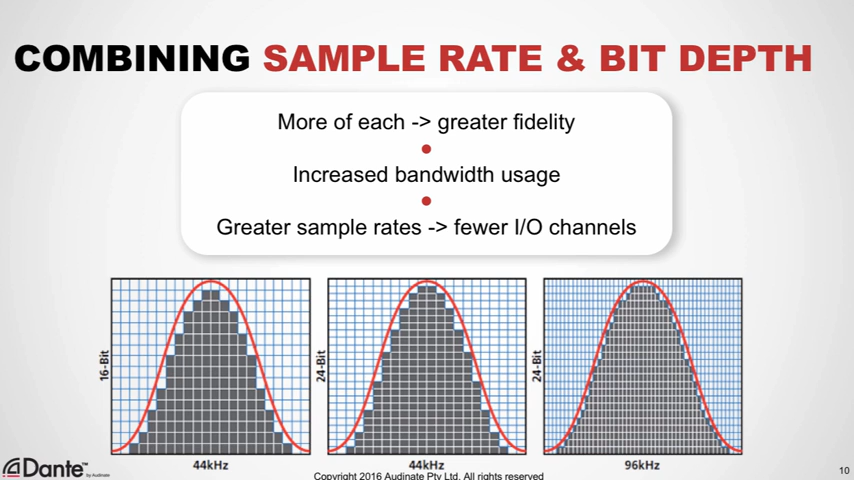 COMBINING SAMPLE RATE & BIT DEPTH
More of each -> greater fidelity
Increased bandwidth usage
Greater sample rates -> fewer I/O channels
16-Bit
44kHz
24-Bit
44kHz
24-Bit
96kHz
Dante™
by Audinate
Copyright 2016 Audinate Pty Ltd. All rights reserved
10